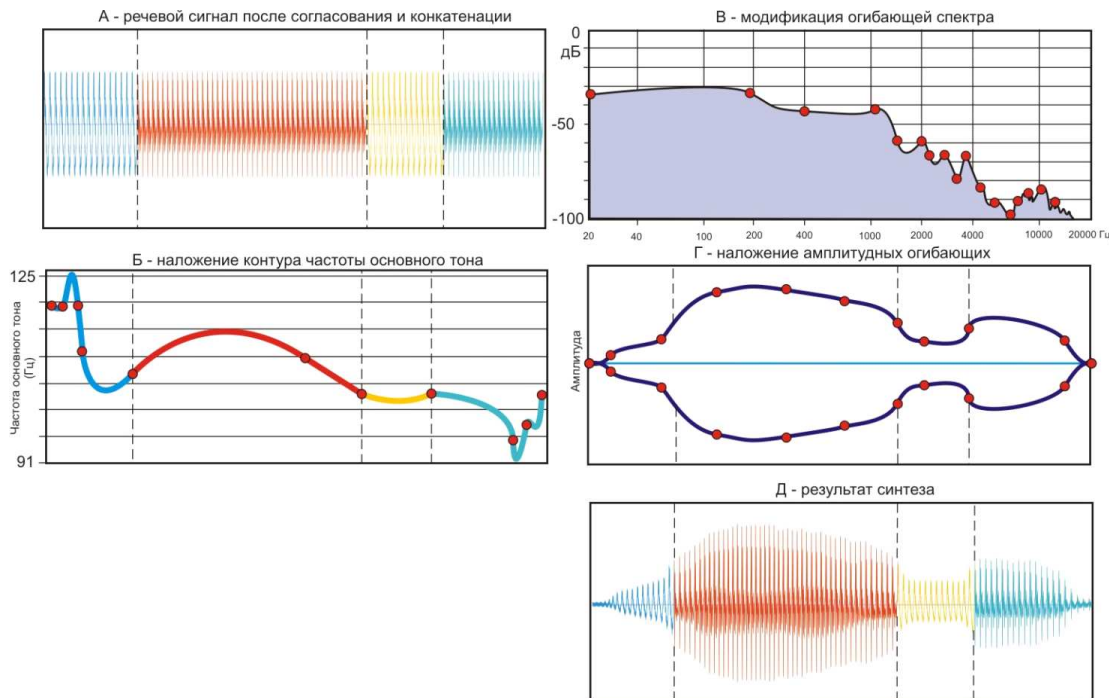 А - речевой сигнал после согласования и конкатенации
В - модификация огибающей спектра
0
дБ
-50
-100
20 40 100 200 400 1000 2000 4000 10000 20000 Гц
Б - наложение контура частоты основного тона
125
Частота основного тона
(Гц)
91
Г - наложение амплитудных огибающих
Амплитуда
Д - результат синтеза